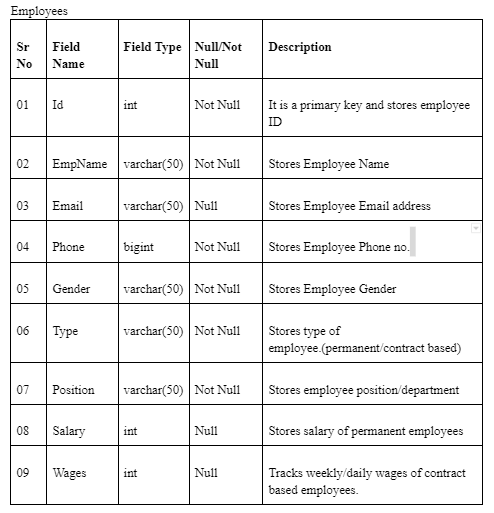 Employees
Sr No | Field Name | Field Type | Null/Not Null | Description
01 | Id | int | Not Null | It is a primary key and stores employee ID
02 | EmpName | varchar(50) | Not Null | Stores Employee Name
03 | Email | varchar(50) | Null | Stores Employee Email address
04 | Phone | bigint | Not Null | Stores Employee Phone no.
05 | Gender | varchar(50) | Not Null | Stores Employee Gender
06 | Type | varchar(50) | Not Null | Stores type of employee.(permanent/contract based)
07 | Position | varchar(50) | Not Null | Stores employee position/department
08 | Salary | int | Null | Stores salary of permanent employees
09 | Wages | int | Null | Tracks weekly/daily wages of contract based employees.